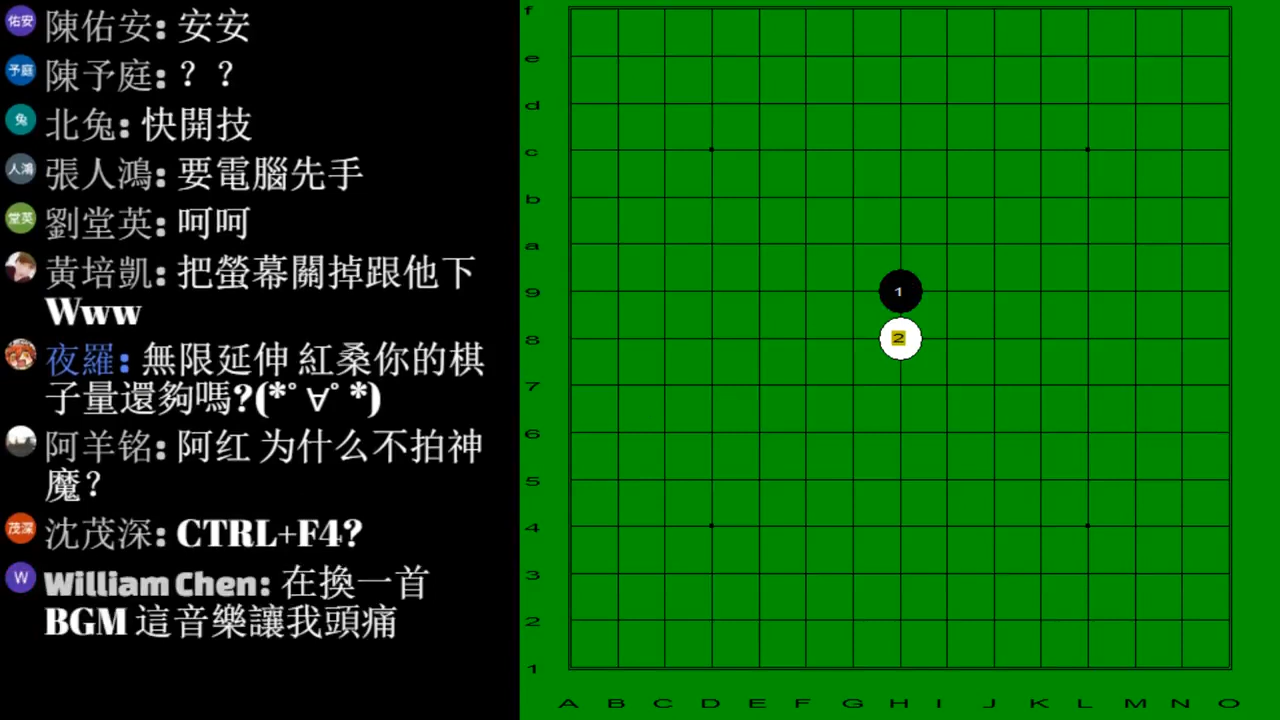 佑安 陳佑安: 安安
予庭 陳予庭: ? ?
兔 北兔: 快開技
人鴻 張人鴻: 要電腦先手
堂英 劉堂英: 呵呵
黃培凱: 把螢幕關掉跟他下
Www
夜羅: 無限延伸 紅桑你的棋
子量還夠嗎?(*ﾟ∀ﾟ*)
阿羊铭: 阿红 为什么不拍神
魔?
茂深 沈茂深: CTRL+F4?
W William Chen: 在換一首
BGM 這音樂讓我頭痛
f
e
d
c
b
a
9
8
7
6
5
4
3
2
1
1
2
A B C D E F G H I J K L M N O